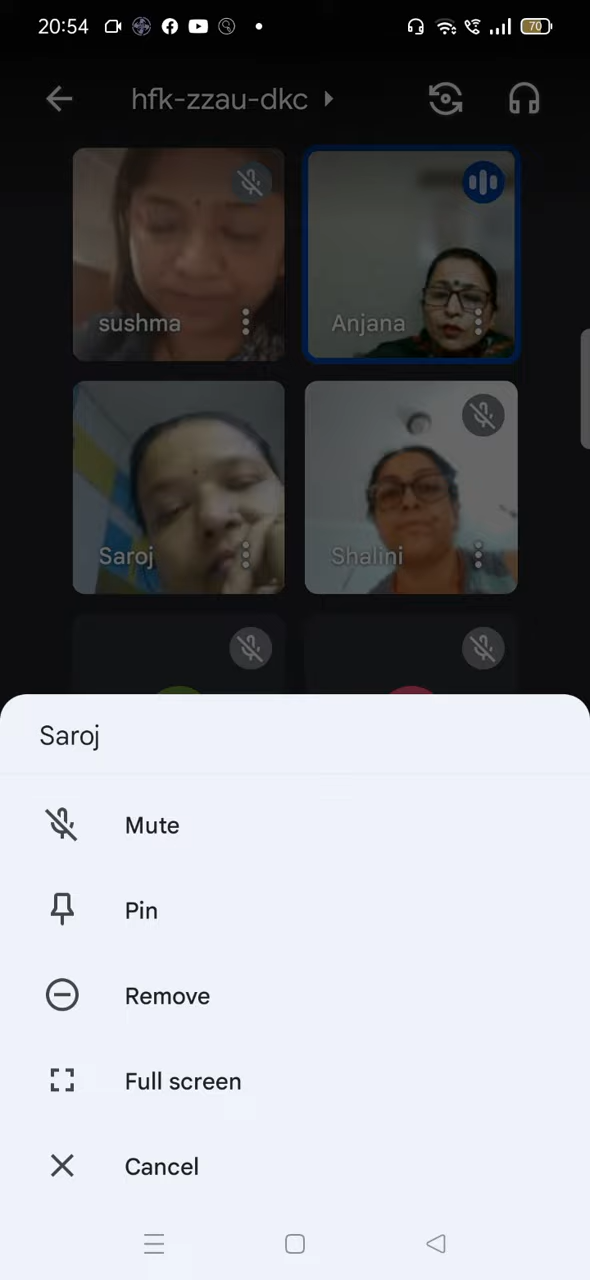 20:54
70
hfk-zzau-dkc
sushma
Anjana
Saroj
Shalini
Saroj
Mute
Pin
Remove
Full screen
Cancel